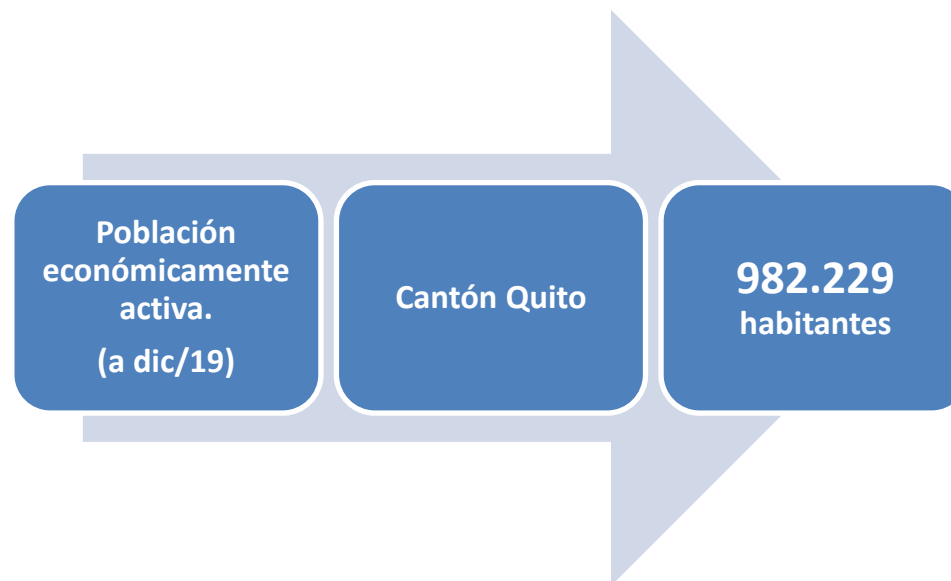 Población
económicamente
activa.
(a dic/19)
Cantón Quito
982.229
habitantes